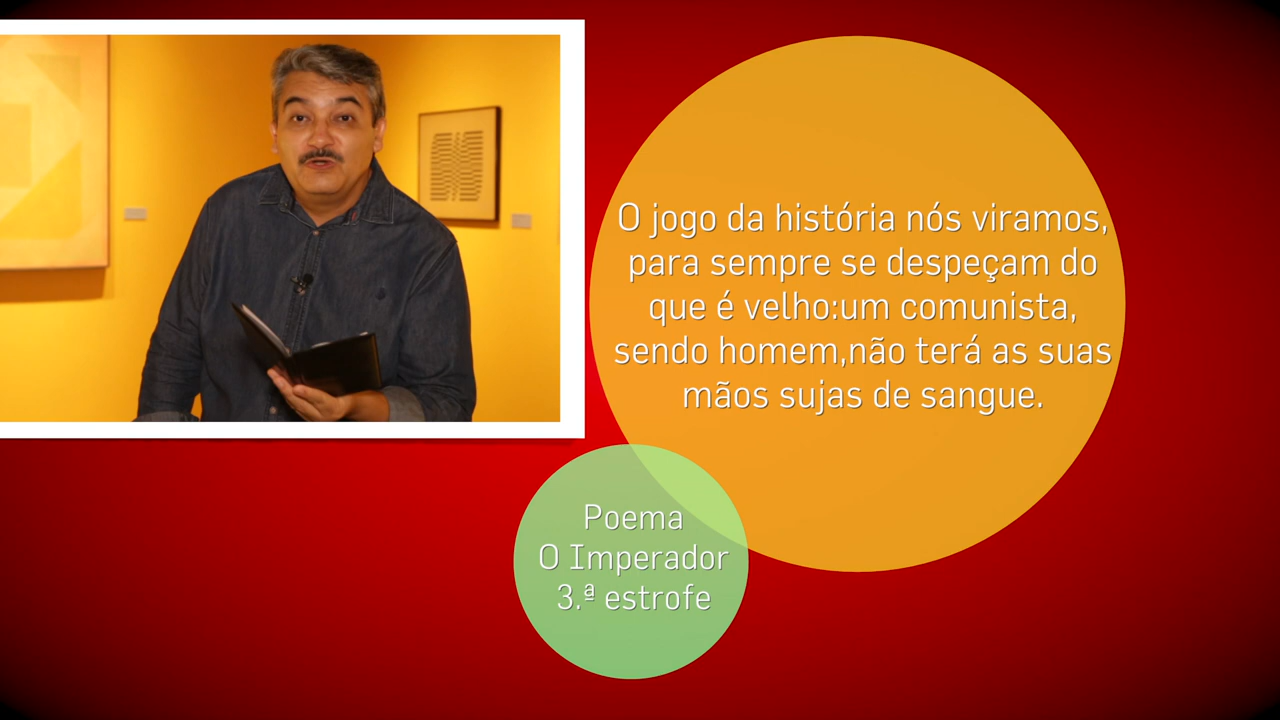 O jogo da história nós viramos,
para sempre se despeçam do
que é velho:um comunista,
sendo homem,não terá as suas
mãos sujas de sangue.
Poema
O Imperador
3.ª estrofe